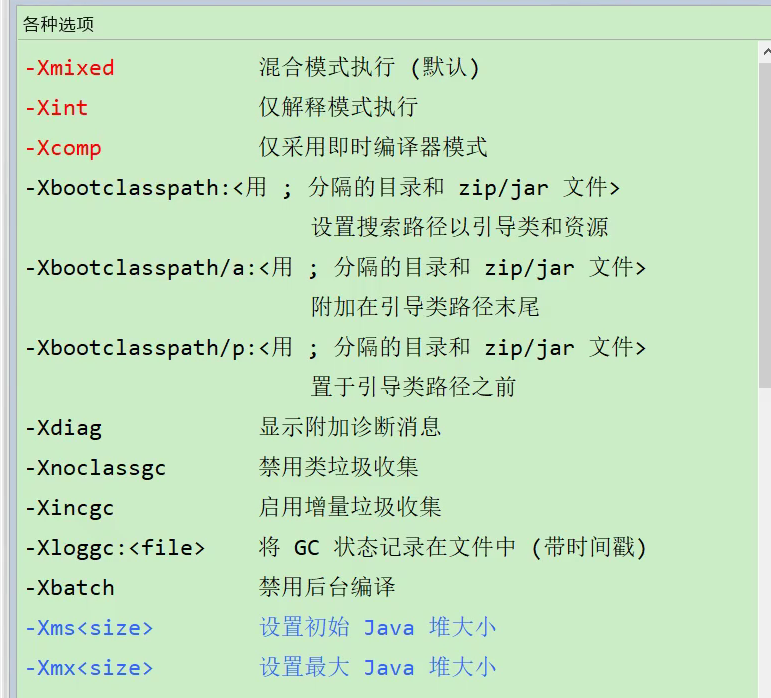 各种选项
-Xmixed 混合模式执行 (默认)
-Xint 仅解释模式执行
-Xcomp 仅采用即时编译器模式
-Xbootclasspath:<用 ; 分隔的目录和 zip/jar 文件>
设置搜索路径以引导类和资源
-Xbootclasspath/a:<用 ; 分隔的目录和 zip/jar 文件>
附加在引导类路径末尾
-Xbootclasspath/p:<用 ; 分隔的目录和 zip/jar 文件>
置于引导类路径之前
-Xdiag 显示附加诊断消息
-Xnoclassgc 禁用类垃圾收集
-Xincgc 启用增量垃圾收集
-Xloggc:<file> 将 GC 状态记录在文件中 (带时间戳)
-Xbatch 禁用后台编译
-Xms<size> 设置初始 Java 堆大小
-Xmx<size> 设置最大 Java 堆大小